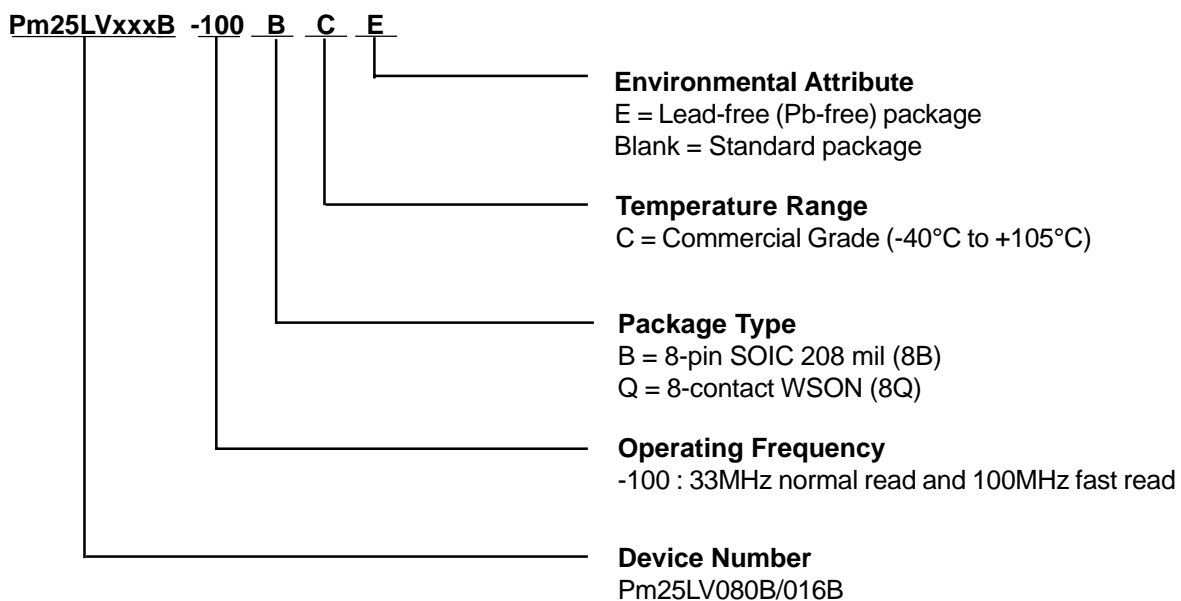 Pm25LVxxxB -100 B C E
Environmental Attribute
E = Lead-free (Pb-free) package
Blank = Standard package
Temperature Range
C = Commercial Grade (-40°C to +105°C)
Package Type
B = 8-pin SOIC 208 mil (8B)
Q = 8-contact WSON (8Q)
Operating Frequency
-100 : 33MHz normal read and 100MHz fast read
Device Number
Pm25LV080B/016B